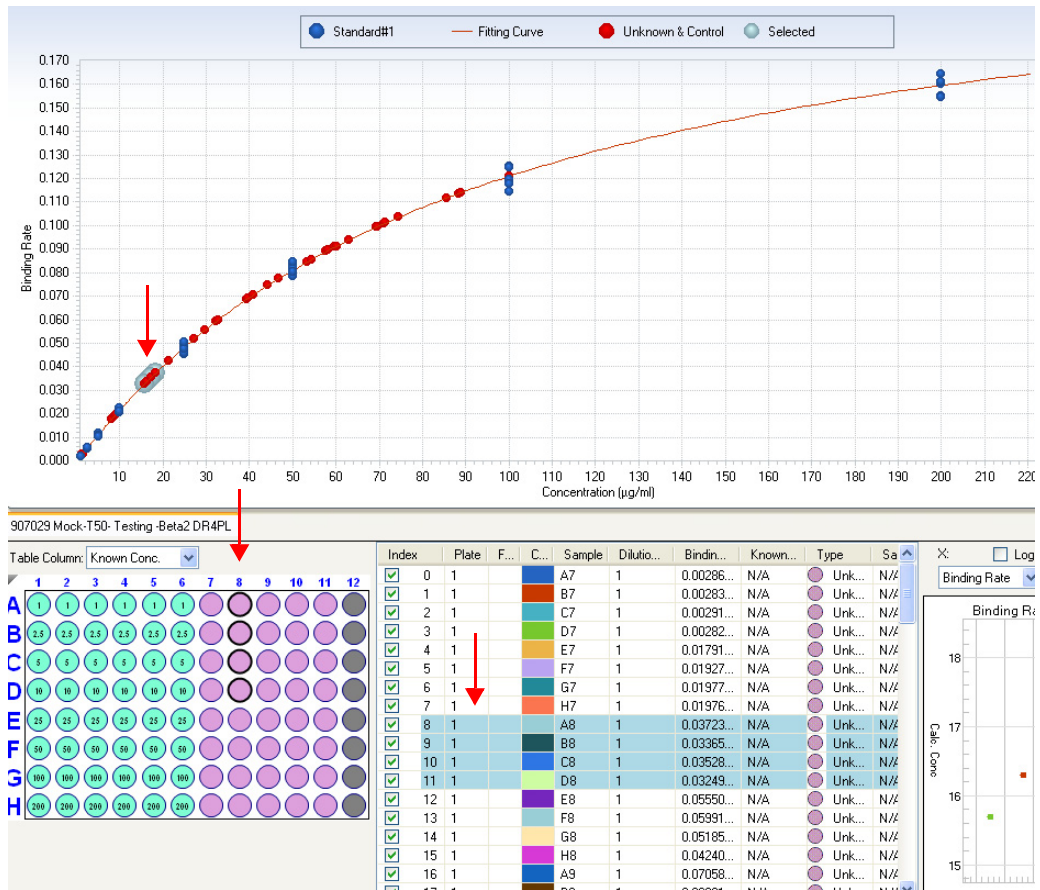 Standard#1 Fitting Curve Unknown & Control Selected
0.170
0.160
0.150
0.140
0.130
0.120
0.110
0.100
0.090
0.080
0.070
0.060
0.050
0.040
0.030
0.020
0.010
0.000
Binding Rate
10 20 30 40 50 60 70 80 90 100 110 120 130 140 150 160 170 180 190 200 210 220
Concentration (µg/ml)
907029 Mock-T50- Testing -Beta2 DR4PL
Table Column: Known Conc.
1 2 3 4 5 6 7 8 9 10 11 12
A 1 1 1 1 1 1
B 2.5 2.5 2.5 2.5 2.5 2.5
C 5 5 5 5 5 5
D 10 10 10 10 10 10
E 25 25 25 25 25 25
F 50 50 50 50 50 50
G 100 100 100 100 100 100
H 200 200 200 200 200 200
Index Plate F... C... Sample Dilutio... Bindin... Known... Type Sa
0 1 A7 1 0.00286... N/A Unk... N/A
1 1 B7 1 0.00283... N/A Unk... N/A
2 1 C7 1 0.00291... N/A Unk... N/A
3 1 D7 1 0.00282... N/A Unk... N/A
4 1 E7 1 0.01791... N/A Unk... N/A
5 1 F7 1 0.01927... N/A Unk... N/A
6 1 G7 1 0.01977... N/A Unk... N/A
7 1 H7 1 0.01976... N/A Unk... N/A
8 1 A8 1 0.03723... N/A Unk... N/A
9 1 B8 1 0.03365... N/A Unk... N/A
10 1 C8 1 0.03528... N/A Unk... N/A
11 1 D8 1 0.03249... N/A Unk... N/A
12 1 E8 1 0.05550... N/A Unk... N/A
13 1 F8 1 0.05991... N/A Unk... N/A
14 1 G8 1 0.05185... N/A Unk... N/A
15 1 H8 1 0.04240... N/A Unk... N/A
16 1 A9 1 0.07058... N/A Unk... N/A
X: Log
Binding Rate
Binding Ra
18
17
16
15
Calc. Conc